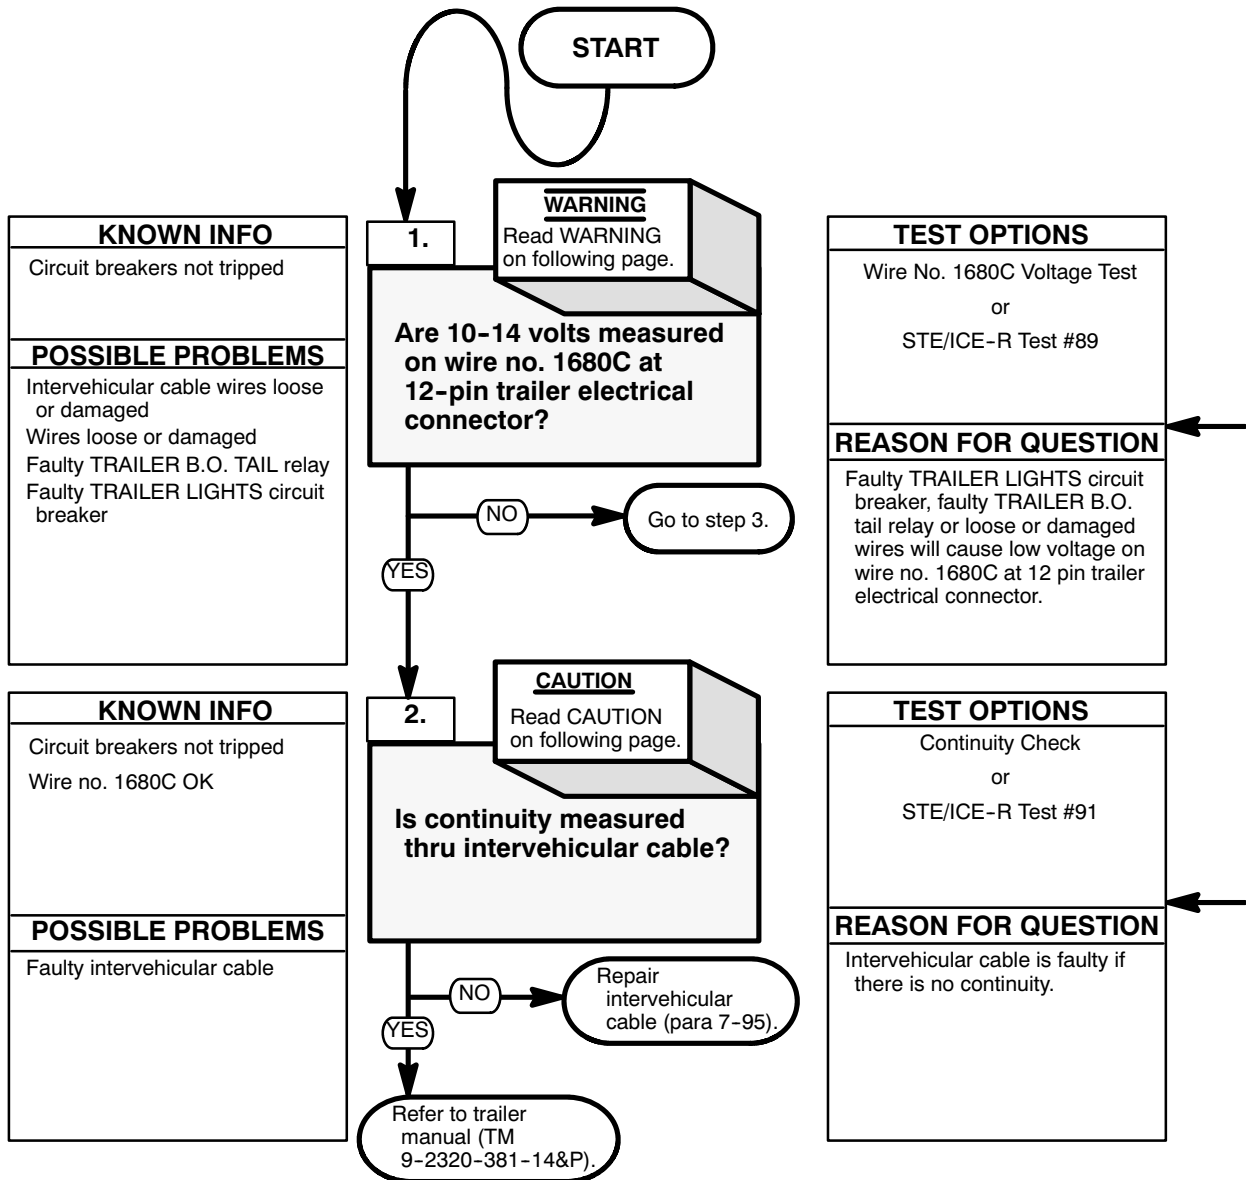 START
KNOWN INFO
Circuit breakers not tripped
POSSIBLE PROBLEMS
Intervehicular cable wires loose
or damaged
Wires loose or damaged
Faulty TRAILER B.O. TAIL relay
Faulty TRAILER LIGHTS circuit
breaker
1.
WARNING
Read WARNING
on following page.
Are 10-14 volts measured
on wire no. 1680C at
12-pin trailer electrical
connector?
NO
Go to step 3.
YES
TEST OPTIONS
Wire No. 1680C Voltage Test
or
STE/ICE-R Test #89
REASON FOR QUESTION
Faulty TRAILER LIGHTS circuit
breaker, faulty TRAILER B.O.
tail relay or loose or damaged
wires will cause low voltage on
wire no. 1680C at 12 pin trailer
electrical connector.
KNOWN INFO
Circuit breakers not tripped
Wire no. 1680C OK
POSSIBLE PROBLEMS
Faulty intervehicular cable
2.
CAUTION
Read CAUTION
on following page.
Is continuity measured
thru intervehicular cable?
NO
Repair
intervehicular
cable (para 7-95).
YES
Refer to trailer
manual (TM
9-2320-381-14&P).
TEST OPTIONS
Continuity Check
or
STE/ICE-R Test #91
REASON FOR QUESTION
Intervehicular cable is faulty if
there is no continuity.